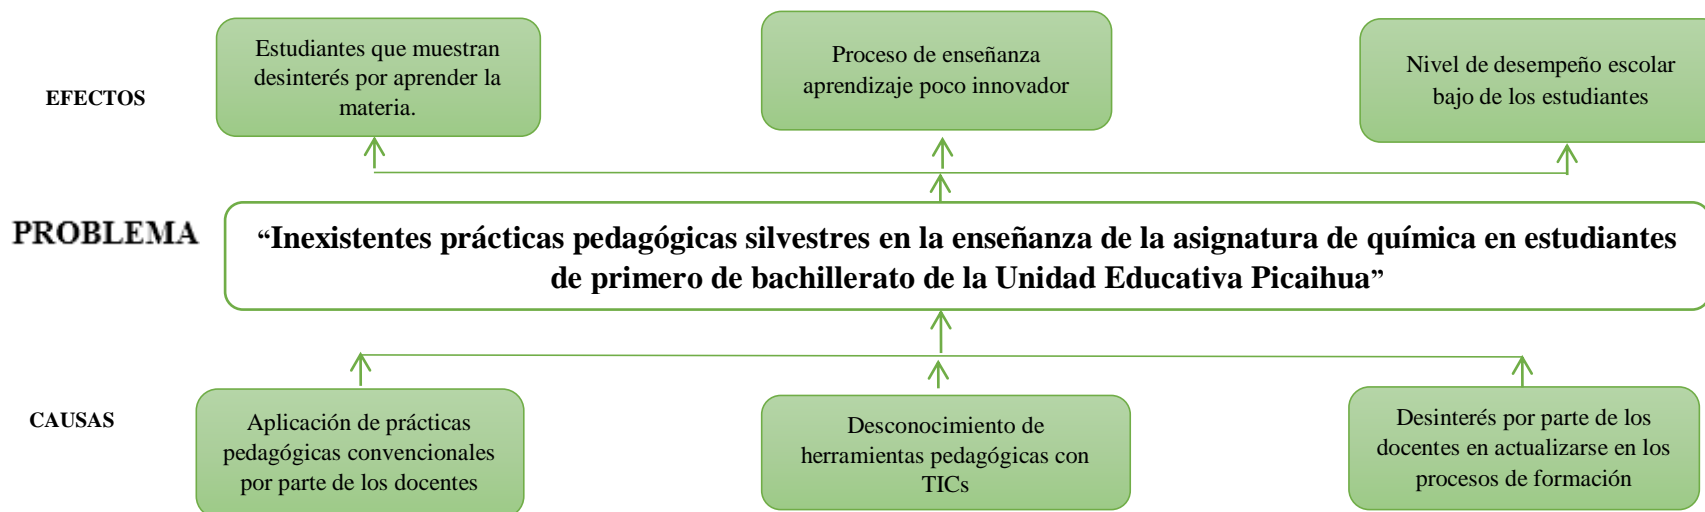 EFECTOS
Estudiantes que muestran
desinterés por aprender la
materia.
Proceso de enseñanza
aprendizaje poco innovador
Nivel de desempeño escolar
bajo de los estudiantes
PROBLEMA
“Inexistentes prácticas pedagógicas silvestres en la enseñanza de la asignatura de química en estudiantes
de primero de bachillerato de la Unidad Educativa Picaihua”
CAUSAS
Aplicación de prácticas
pedagógicas convencionales
por parte de los docentes
Desconocimiento de
herramientas pedagógicas con
TICs
Desinterés por parte de los
docentes en actualizarse en los
procesos de formación